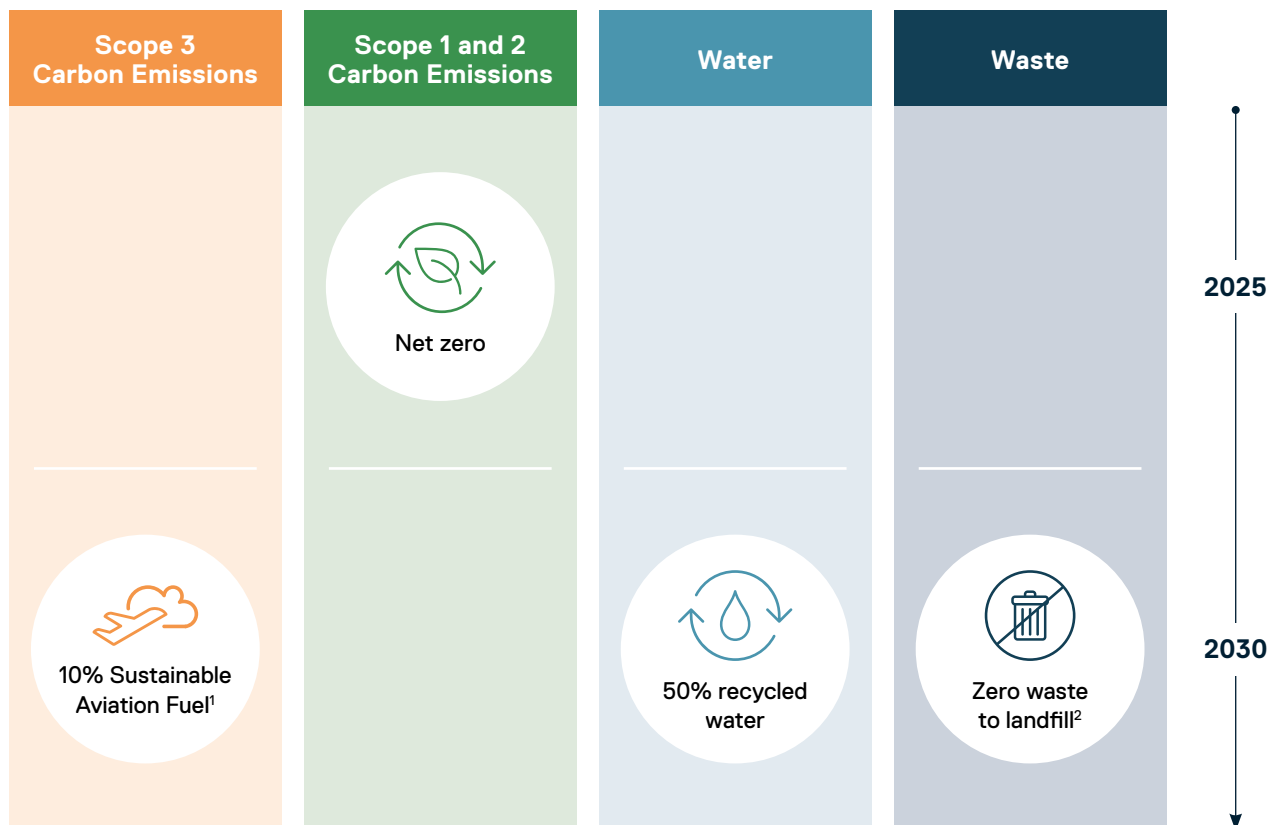 Scope 3
Carbon Emissions
Scope 1 and 2
Carbon Emissions
Water
Waste
2025
Net zero
2030
10% Sustainable
Aviation Fuel¹
50% recycled
water
Zero waste
to landfill²